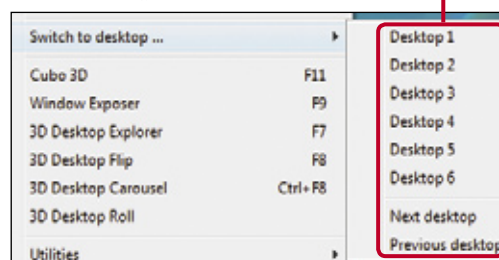 Switch to desktop ...
Cubo 3D F11
Window Exposer F9
3D Desktop Explorer F7
3D Desktop Flip F8
3D Desktop Carousel Ctrl+F8
3D Desktop Roll
Utilities
Desktop 1
Desktop 2
Desktop 3
Desktop 4
Desktop 5
Desktop 6
Next desktop
Previous desktop